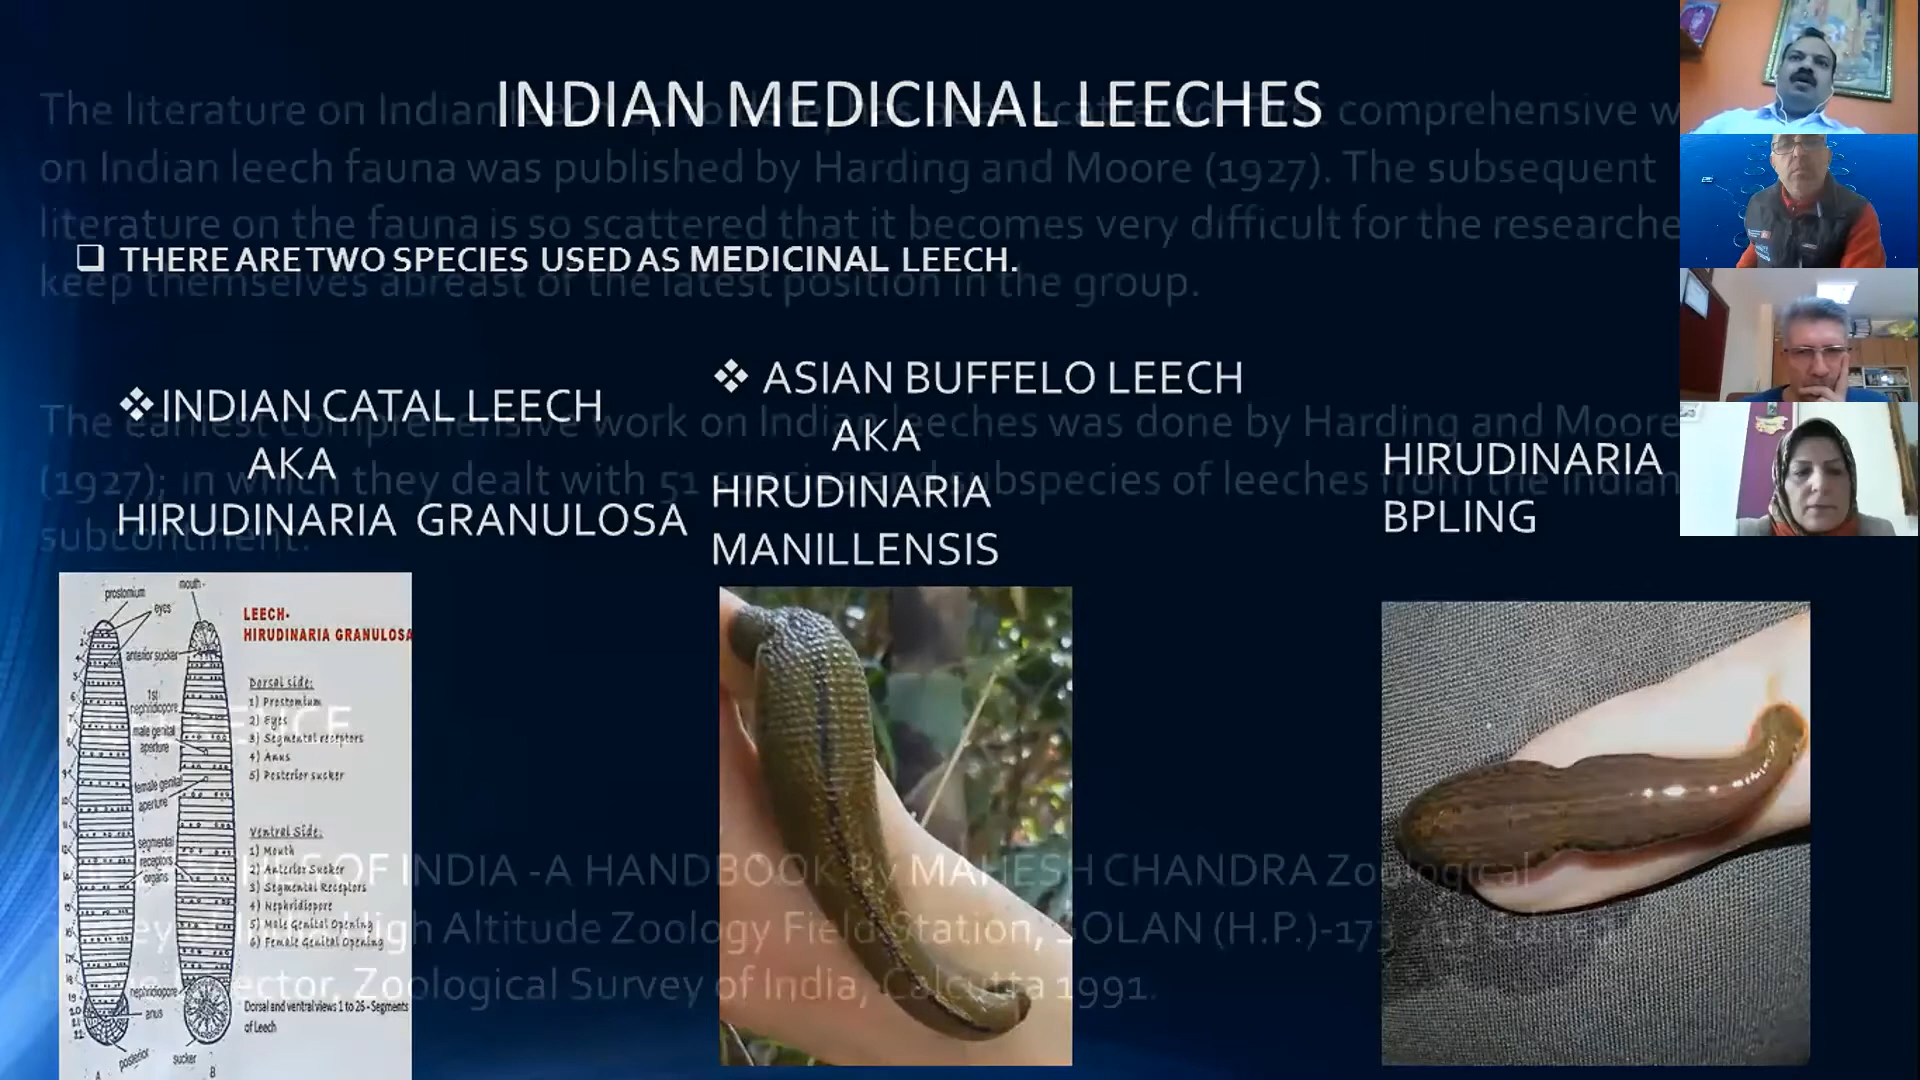 INDIAN MEDICINAL LEECHES
The literature on Indian comprehensive
on Indian leech fauna was published by Harding and Moore (1927). The subsequent
literature on the fauna is so scattered that it becomes very difficult for the
THERE ARE TWO SPECIES USED AS MEDICINAL LEECH.
keep themselves abreast of the latest position in the group.
INDIAN CATAL LEECH
AKA
HIRUDINARIA GRANULOSA
ASIAN BUFFELO LEECH
AKA
HIRUDINARIA
MANILLENSIS
HIRUDINARIA
BPLING
The earliest comprehensive work on Indian leeches was done by Harding and Moore
(1927); in which they dealt with 51 species and subspecies of leeches from the Indian
subcontinent.
prostomium
mouth
eyes
anterior sucker
1st
nephridiopore
male genital
aperture
female genital
aperture
segmental
receptors
organs
nephridiopore
anus
posterior
sucker
A
B
LEECH-
HIRUDINARIA GRANULOSA
Dorsal side:
1) Prostomium
2) Eyes
3) Segmental receptors
4) Anus
5) Posterior sucker
Ventral Side:
1) Mouth
2) Anterior Sucker
3) Segmental Receptors
4) Nephridiopore
5) Male Genital Opening
6) Female Genital Opening
Dorsal and ventral views 1 to 26 - Segments
of Leech
OF INDIA -A HANDBOOK By MAHESH CHANDRA Zoological
High Altitude Zoology Field Station, SOLAN (H.P.)-173
Zoological Survey of India, Calcutta 1991.